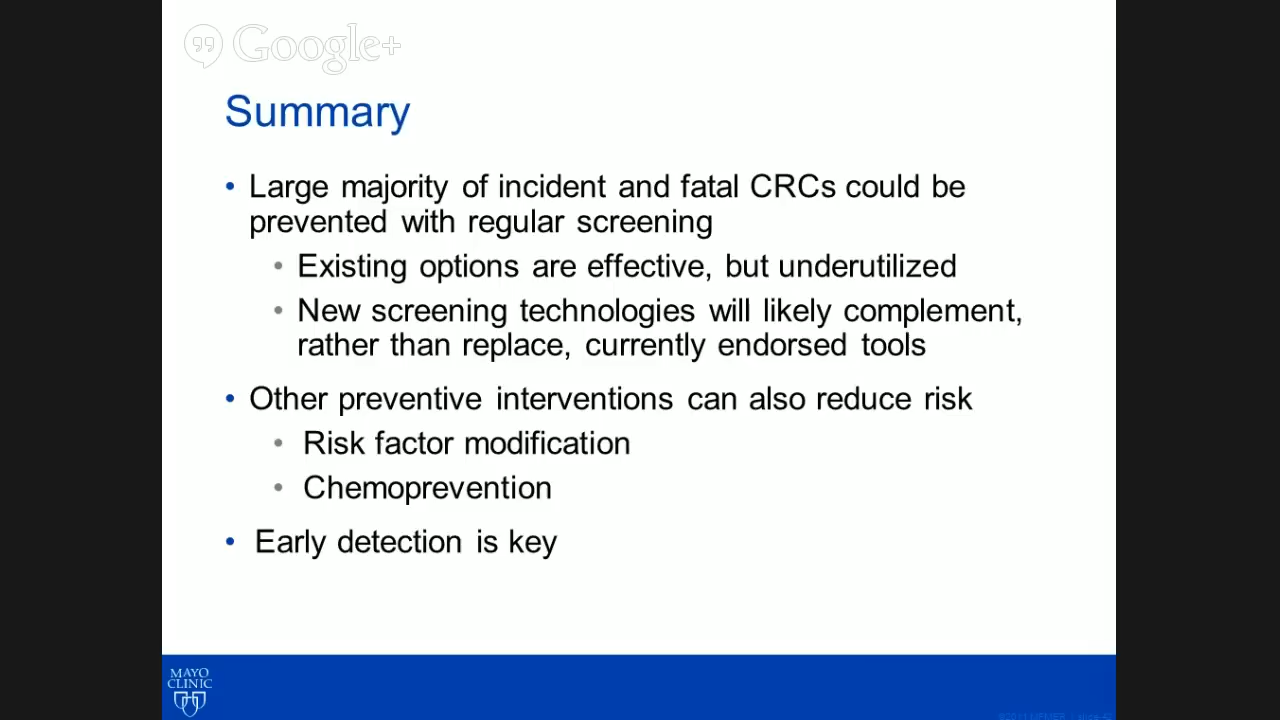 Google+
Summary
• Large majority of incident and fatal CRCs could be
prevented with regular screening
• Existing options are effective, but underutilized
• New screening technologies will likely complement,
rather than replace, currently endorsed tools
• Other preventive interventions can also reduce risk
• Risk factor modification
• Chemoprevention
• Early detection is key
MAYO
CLINIC